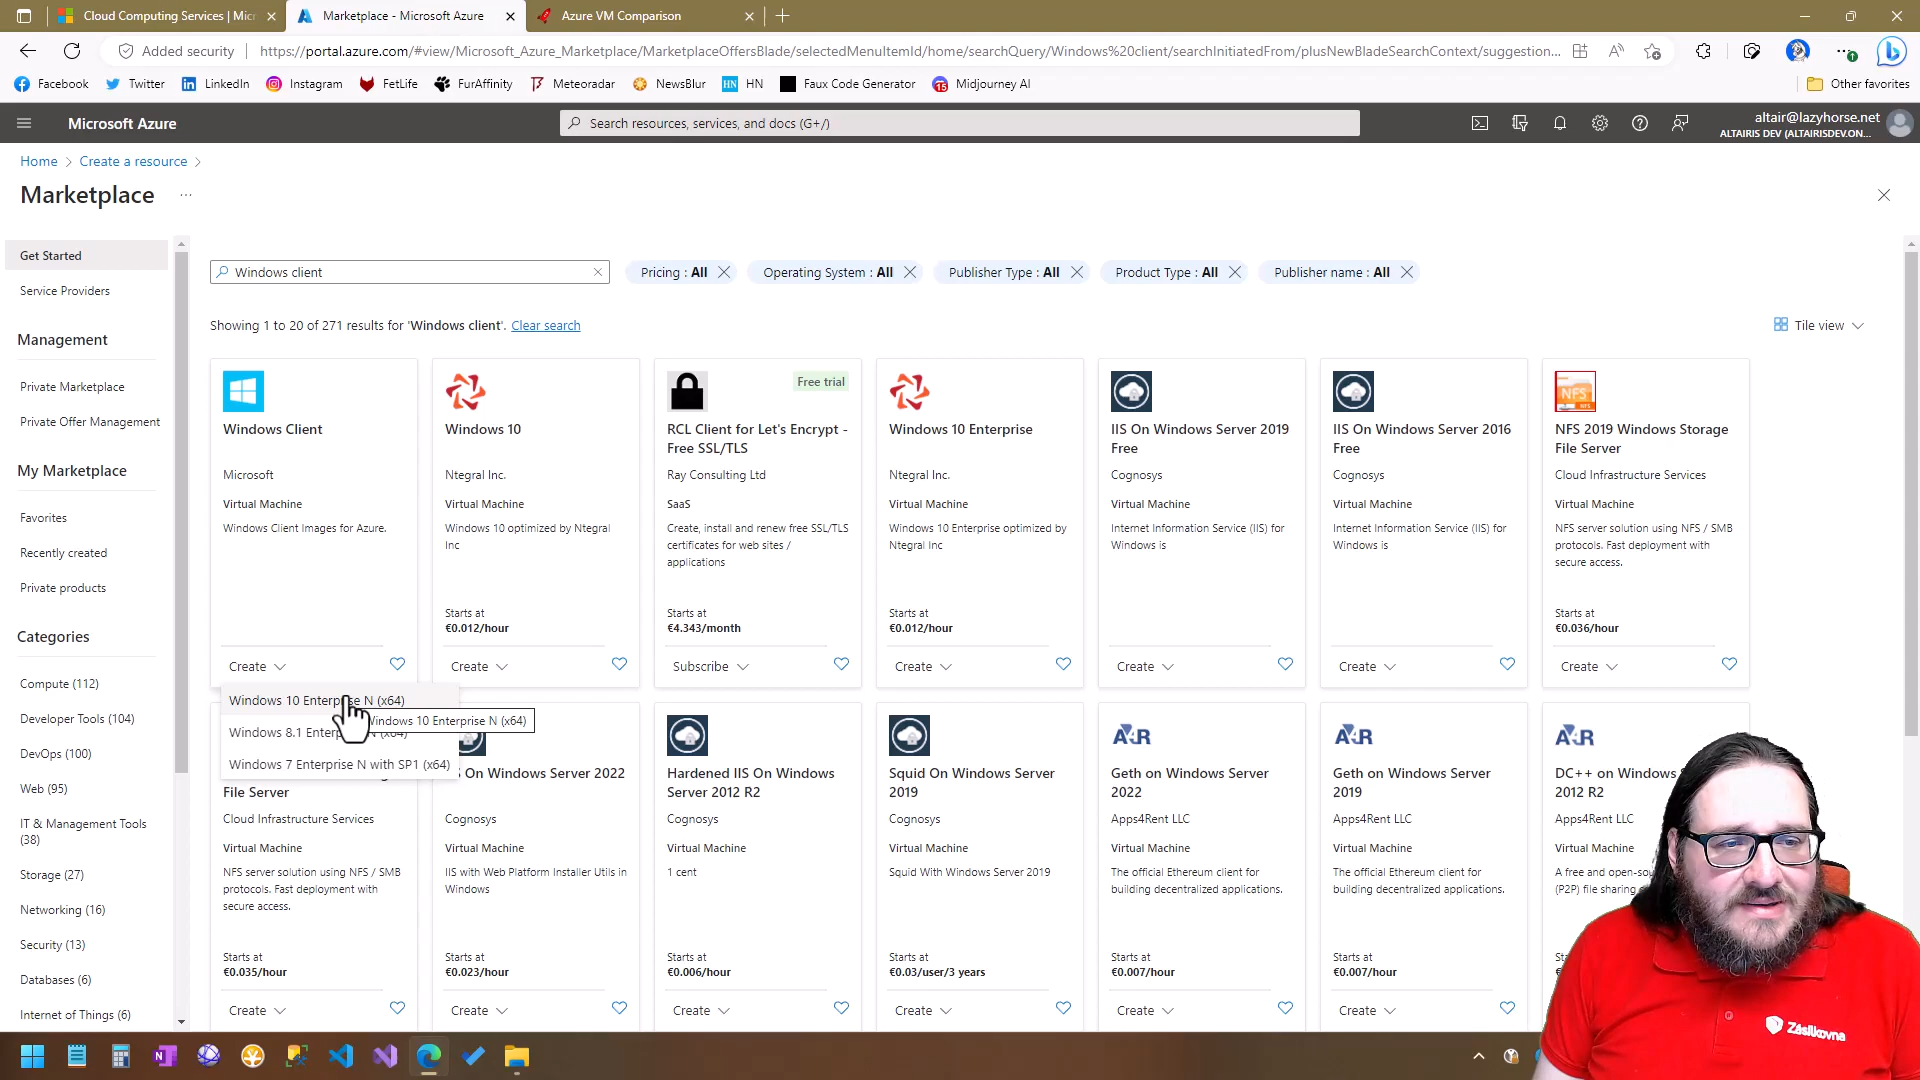 Cloud Computing Services | Mic
Marketplace - Microsoft Azure
Azure VM Comparison
Added security
https://portal.azure.com/#view/Microsoft_Azure_Marketplace/MarketplaceOffersBlade/selectedMenuItemId/home/searchQuery/Windows%20client/searchInitiatedFrom/plusNewBladeSearchContext/suggestion...
Facebook
Twitter
LinkedIn
Instagram
FetLife
FurAffinity
Meteoradar
NewsBlur
HN
HN
Faux Code Generator
15
Midjourney AI
Other favorites
Microsoft Azure
Search resources, services, and docs (G+/)
altair@lazyhorse.net
ALTAIRIS DEV (ALTAIRISDEV.ON...
Home > Create a resource >
Marketplace
Get Started
Service Providers
Management
Private Marketplace
Private Offer Management
My Marketplace
Favorites
Recently created
Private products
Categories
Compute (112)
Developer Tools (104)
DevOps (100)
Web (95)
IT & Management Tools
(38)
Storage (27)
Networking (16)
Security (13)
Databases (6)
Internet of Things (6)
Windows client
Pricing : All
Operating System : All
Publisher Type : All
Product Type : All
Publisher name : All
Showing 1 to 20 of 271 results for 'Windows client'. Clear search
Tile view
Windows Client
Microsoft
Virtual Machine
Windows Client Images for Azure.
Create
Windows 10
Ntegral Inc.
Virtual Machine
Windows 10 optimized by Ntegral
Inc
Starts at
€0.012/hour
Create
Free trial
RCL Client for Let's Encrypt -
Free SSL/TLS
Ray Consulting Ltd
SaaS
Create, install and renew free SSL/TLS
certificates for web sites /
applications
Starts at
€4.343/month
Subscribe
Windows 10 Enterprise
Ntegral Inc.
Virtual Machine
Windows 10 Enterprise optimized by
Ntegral Inc
Starts at
€0.012/hour
Create
IIS On Windows Server 2019
Free
Cognosys
Virtual Machine
Internet Information Service (IIS) for
Windows is
Create
IIS On Windows Server 2016
Free
Cognosys
Virtual Machine
Internet Information Service (IIS) for
Windows is
Create
NFS
NFS 2019 Windows Storage
File Server
Cloud Infrastructure Services
Virtual Machine
NFS server solution using NFS / SMB
protocols. Fast deployment with
secure access.
Starts at
€0.036/hour
Create
Windows 10 Enterprise N (x64)
Windows 10 Enterprise N (x64)
Windows 8.1 Enterp N (x64)
Windows 7 Enterprise N with SP1 (x64)
File Server
Cloud Infrastructure Services
Virtual Machine
NFS server solution using NFS / SMB
protocols. Fast deployment with
secure access.
Starts at
€0.035/hour
Create
On Windows Server 2022
Cognosys
Virtual Machine
IIS with Web Platform Installer Utils in
Windows
Starts at
€0.023/hour
Create
Hardened IIS On Windows
Server 2012 R2
Cognosys
Virtual Machine
1 cent
Starts at
€0.006/hour
Create
Squid On Windows Server
2019
Cognosys
Virtual Machine
Squid With Windows Server 2019
Starts at
€0.03/user/3 years
Create
A4R
Geth on Windows Server
2022
Apps4Rent LLC
Virtual Machine
The official Ethereum client for
building decentralized applications.
Starts at
€0.007/hour
Create
A4R
Geth on Windows Server
2019
Apps4Rent LLC
Virtual Machine
The official Ethereum client for
building decentralized applications.
Starts at
€0.007/hour
Create
A4R
DC++ on Windows
2012 R2
Apps4Rent LLC
Virtual Machine
A free and open-sou
(P2P) file sharing
Starts
Zásilkovna